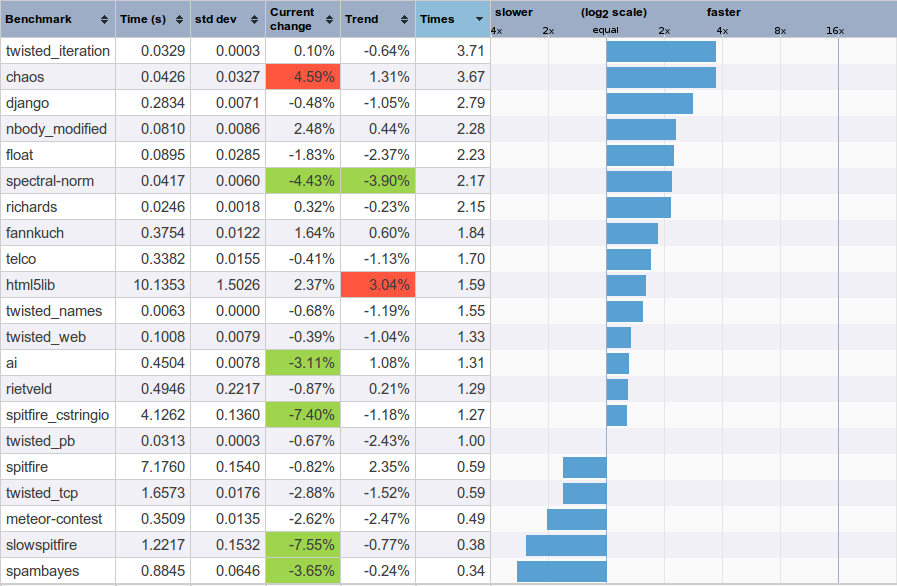 Benchmark Time (s) std dev Current change Trend Times slower (log2 scale) faster
4x 2x equal 2x 4x 8x 16x
twisted_iteration 0.0329 0.0003 0.10% -0.64% 3.71
chaos 0.0426 0.0327 4.59% 1.31% 3.67
django 0.2834 0.0071 -0.48% -1.05% 2.79
nbody_modified 0.0810 0.0086 2.48% 0.44% 2.28
float 0.0895 0.0285 -1.83% -2.37% 2.23
spectral-norm 0.0417 0.0060 -4.43% -3.90% 2.17
richards 0.0246 0.0018 0.32% -0.23% 2.15
fannkuch 0.3754 0.0122 1.64% 0.60% 1.84
telco 0.3382 0.0155 -0.41% -1.13% 1.70
html5lib 10.1353 1.5026 2.37% 3.04% 1.59
twisted_names 0.0063 0.0000 -0.68% -1.19% 1.55
twisted_web 0.1008 0.0079 -0.39% -1.04% 1.33
ai 0.4504 0.0078 -3.11% 1.08% 1.31
rietveld 0.4946 0.2217 -0.87% 0.21% 1.29
spitfire_cstringio 4.1262 0.1360 -7.40% -1.18% 1.27
twisted_pb 0.0313 0.0003 -0.67% -2.43% 1.00
spitfire 7.1760 0.1540 -0.82% 2.35% 0.59
twisted_tcp 1.6573 0.0176 -2.88% -1.52% 0.59
meteor-contest 0.3509 0.0135 -2.62% -2.47% 0.49
slowspitfire 1.2217 0.1532 -7.55% -0.77% 0.38
spambayes 0.8845 0.0646 -3.65% -0.24% 0.34